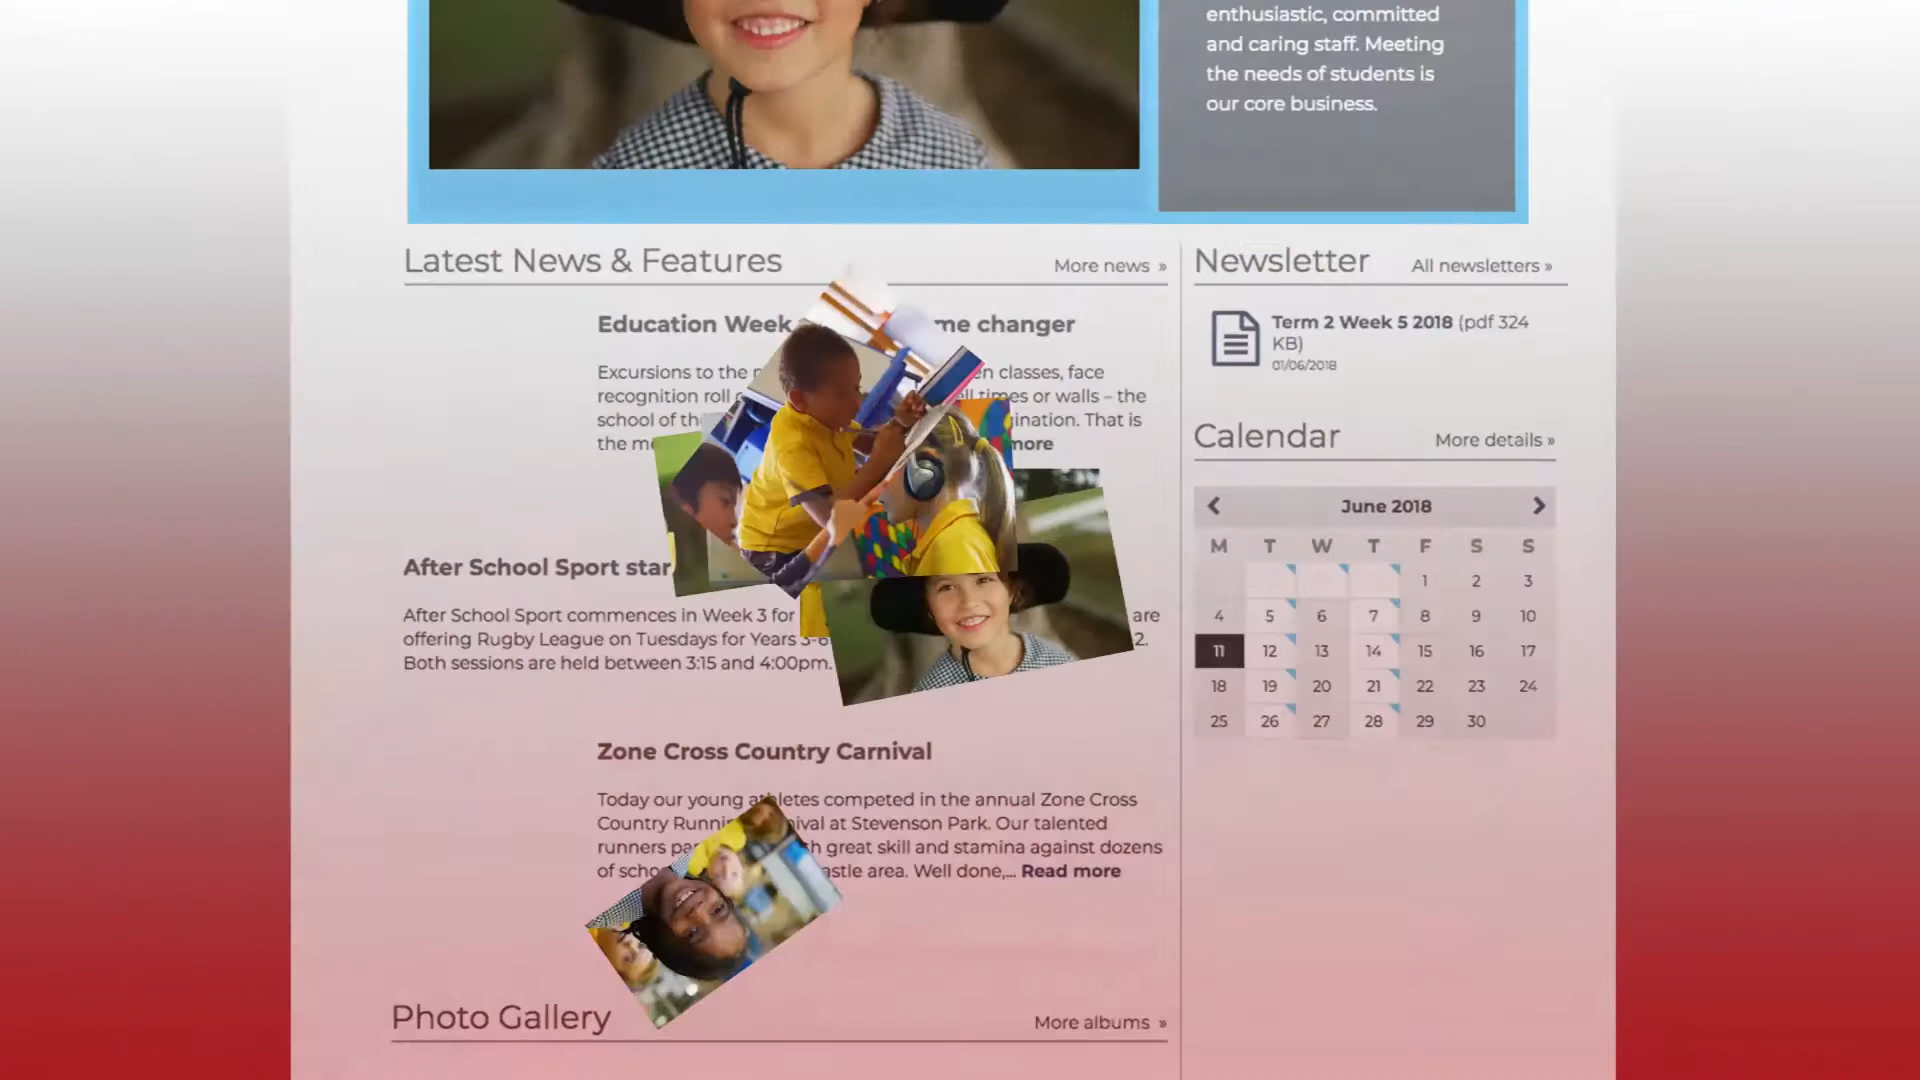 enthusiastic, committed
and caring staff. Meeting
the needs of students is
our core business.
Latest News & Features
More news »
Education Week me changer
Excursions to the n classes, face
recognition roll times or walls – the
school of th ination. That is
the more
After School Sport star
After School Sport commences in Week 3 for are
offering Rugby League on Tuesdays for Years 3-6 2.
Both sessions are held between 3:15 and 4:00pm.
Zone Cross Country Carnival
Today our young athletes competed in the annual Zone Cross
Country Runni ival at Stevenson Park. Our talented
runners great skill and stamina against dozens
of astle area. Well done,... Read more
Photo Gallery
More albums »
Newsletter
All newsletters »
Term 2 Week 5 2018 (pdf 324
KB)
01/06/2018
Calendar
More details »
June 2018
M T W T F S S
1 2 3
4 5 6 7 8 9 10
11 12 13 14 15 16 17
18 19 20 21 22 23 24
25 26 27 28 29 30